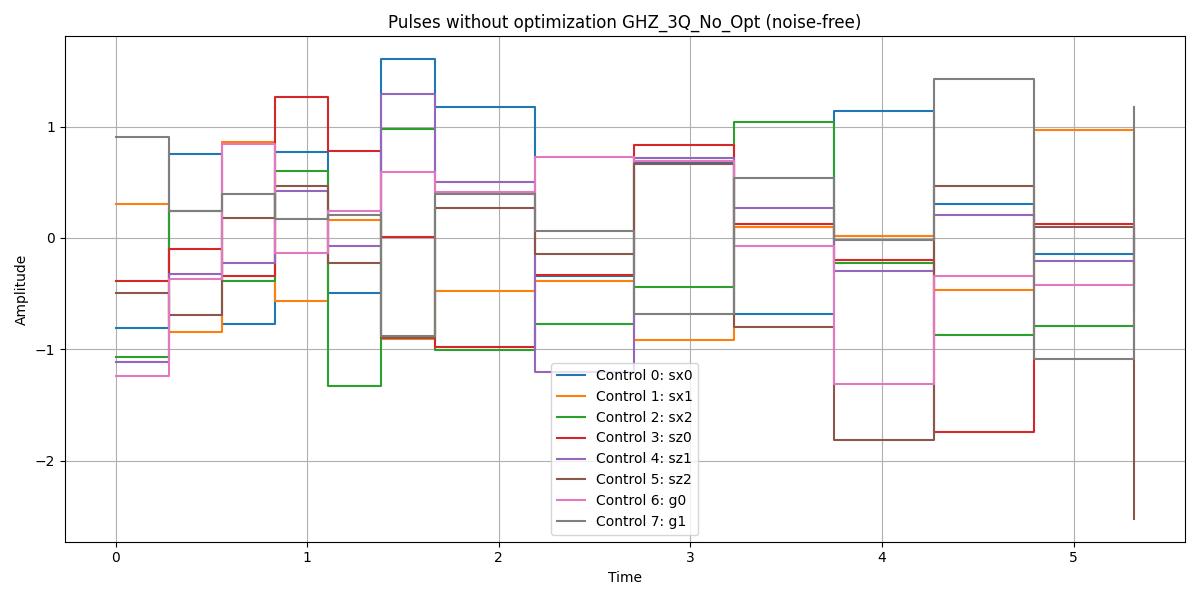 Pulses without optimization GHZ_3Q_No_Opt (noise-free)
Amplitude
1
0
−1
−2
Control 0: sx0
Control 1: sx1
Control 2: sx2
Control 3: sz0
Control 4: sz1
Control 5: sz2
Control 6: g0
Control 7: g1
0 1 2 3 4 5
Time